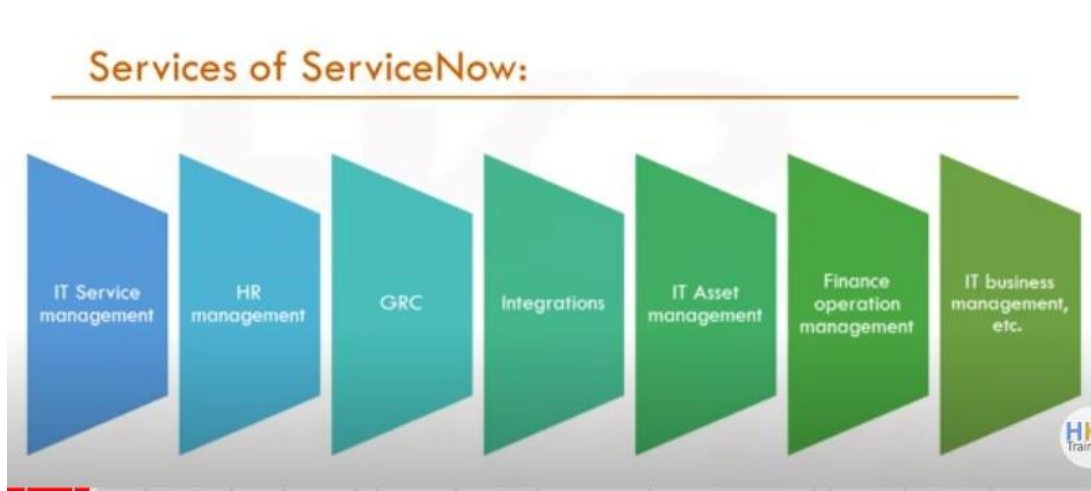 Services of ServiceNow:
IT Service
management
HR
management
GRC
Integrations
IT Asset
management
Finance
operation
management
IT business
management,
etc.